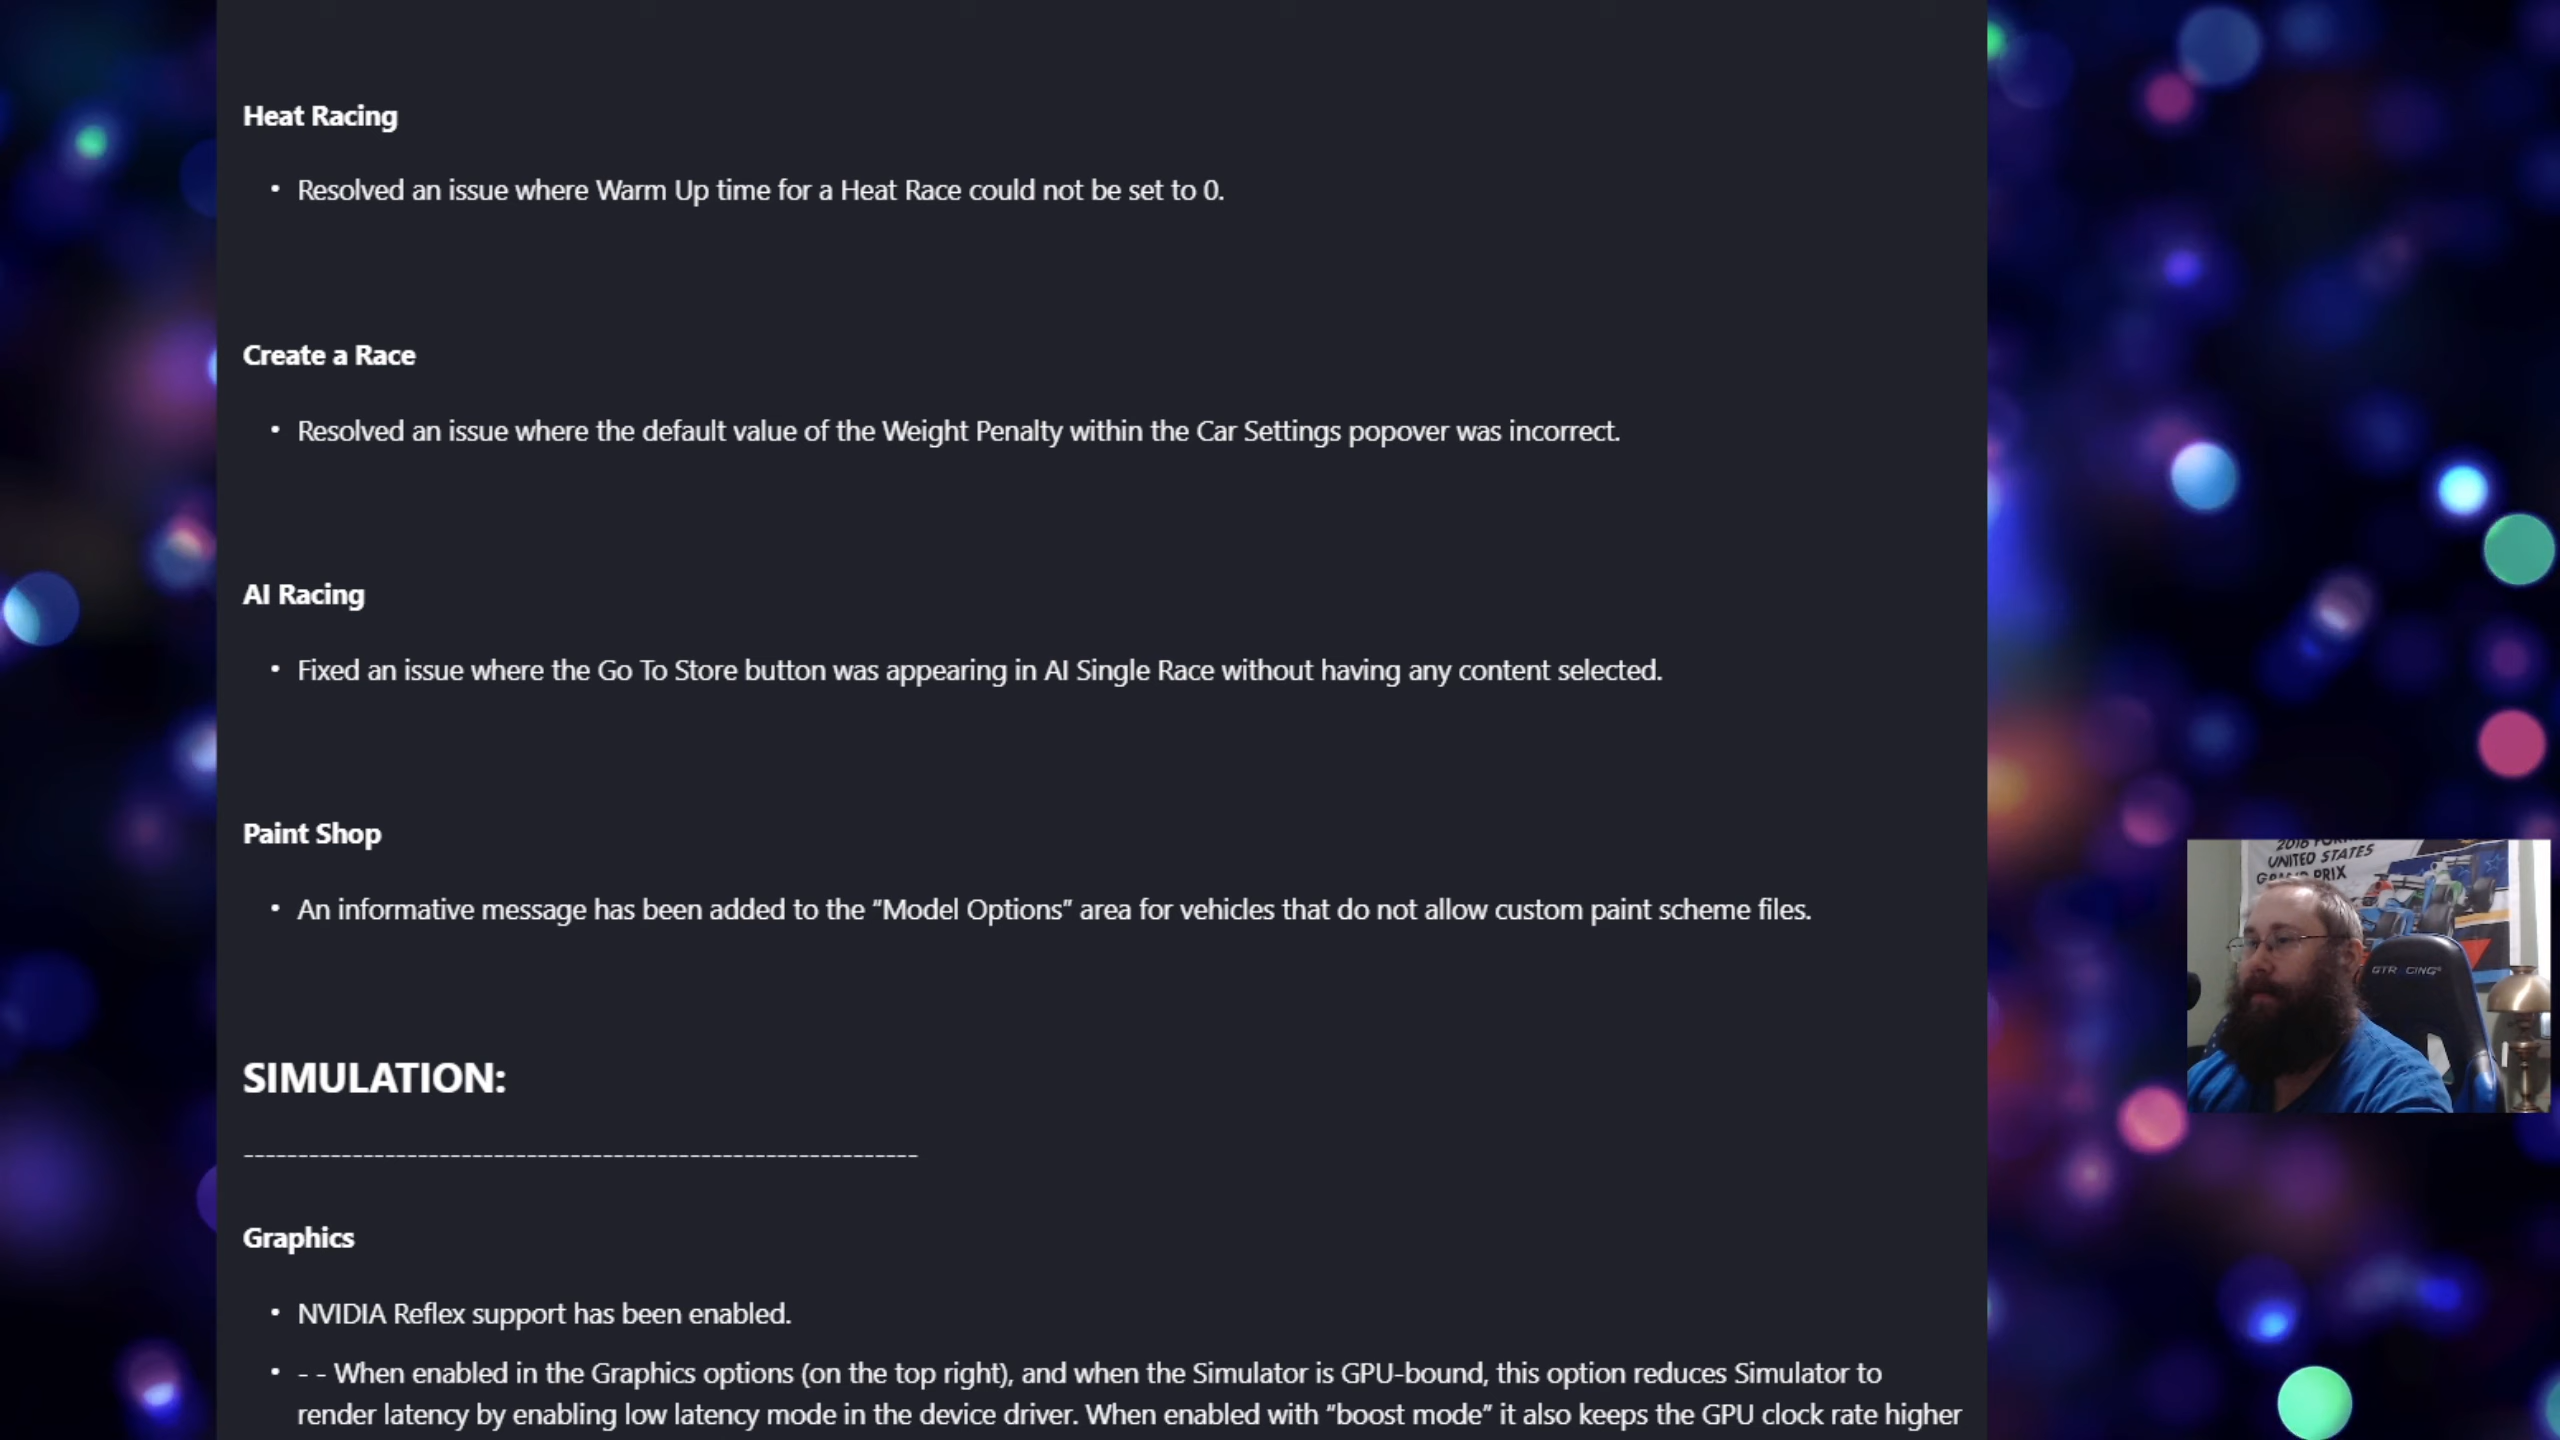 Heat Racing
• Resolved an issue where Warm Up time for a Heat Race could not be set to 0.
Create a Race
• Resolved an issue where the default value of the Weight Penalty within the Car Settings popover was incorrect.
AI Racing
• Fixed an issue where the Go To Store button was appearing in AI Single Race without having any content selected.
Paint Shop
• An informative message has been added to the “Model Options” area for vehicles that do not allow custom paint scheme files.
SIMULATION:
--------------------------------------------------------------
Graphics
• NVIDIA Reflex support has been enabled.
• - - When enabled in the Graphics options (on the top right), and when the Simulator is GPU-bound, this option reduces Simulator to
render latency by enabling low latency mode in the device driver. When enabled with “boost mode” it also keeps the GPU clock rate higher
2016
UNITED STATES
PRIX
GTRACING